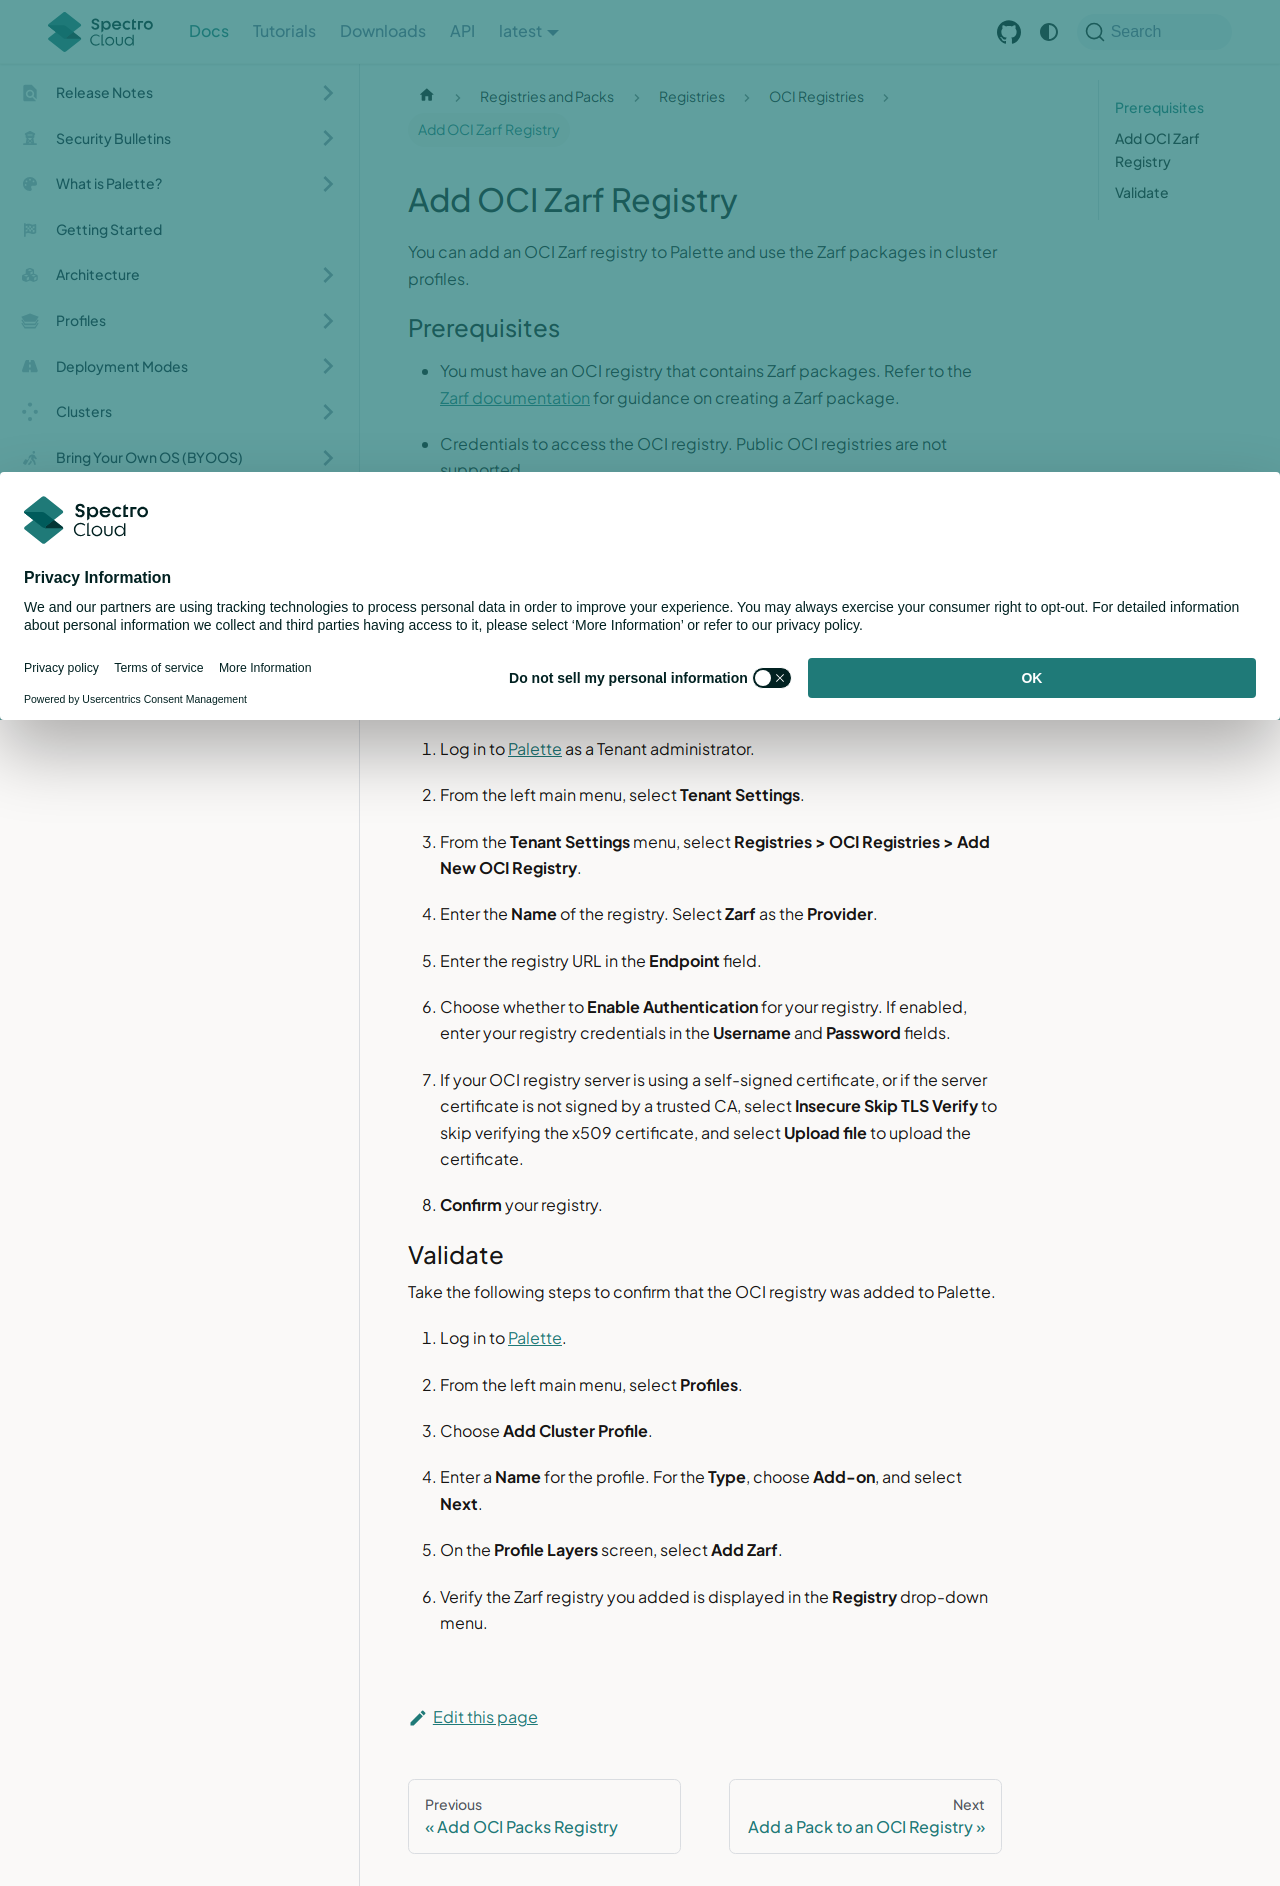 Spectro
Cloud
Docs
Tutorials
Downloads
API
latest
Search
Release Notes
Security Bulletins
What is Palette?
Getting Started
Architecture
Profiles
Deployment Modes
Clusters
Bring Your Own OS (BYOOS)
Registries and Packs
Registries
OCI Registries
Add OCI Zarf Registry
Prerequisites
Add OCI Zarf
Registry
Validate
Add OCI Zarf Registry
You can add an OCI Zarf registry to Palette and use the Zarf packages in cluster
profiles.
Prerequisites
You must have an OCI registry that contains Zarf packages. Refer to the
Zarf documentation for guidance on creating a Zarf package.
Credentials to access the OCI registry. Public OCI registries are not
supported
Spectro
Cloud
Privacy Information
We and our partners are using tracking technologies to process personal data in order to improve your experience. You may always exercise your consumer right to opt-out. For detailed information
about personal information we collect and third parties having access to it, please select ‘More Information’ or refer to our privacy policy.
Privacy policy
Terms of service
More Information
Do not sell my personal information
OK
Powered by Usercentrics Consent Management
1. Log in to Palette as a Tenant administrator.
2. From the left main menu, select Tenant Settings.
3. From the Tenant Settings menu, select Registries > OCI Registries > Add
New OCI Registry.
4. Enter the Name of the registry. Select Zarf as the Provider.
5. Enter the registry URL in the Endpoint field.
6. Choose whether to Enable Authentication for your registry. If enabled,
enter your registry credentials in the Username and Password fields.
7. If your OCI registry server is using a self-signed certificate, or if the server
certificate is not signed by a trusted CA, select Insecure Skip TLS Verify to
skip verifying the x509 certificate, and select Upload file to upload the
certificate.
8. Confirm your registry.
Validate
Take the following steps to confirm that the OCI registry was added to Palette.
1. Log in to Palette.
2. From the left main menu, select Profiles.
3. Choose Add Cluster Profile.
4. Enter a Name for the profile. For the Type, choose Add-on, and select
Next.
5. On the Profile Layers screen, select Add Zarf.
6. Verify the Zarf registry you added is displayed in the Registry drop-down
menu.
Edit this page
Previous
« Add OCI Packs Registry
Next
Add a Pack to an OCI Registry »